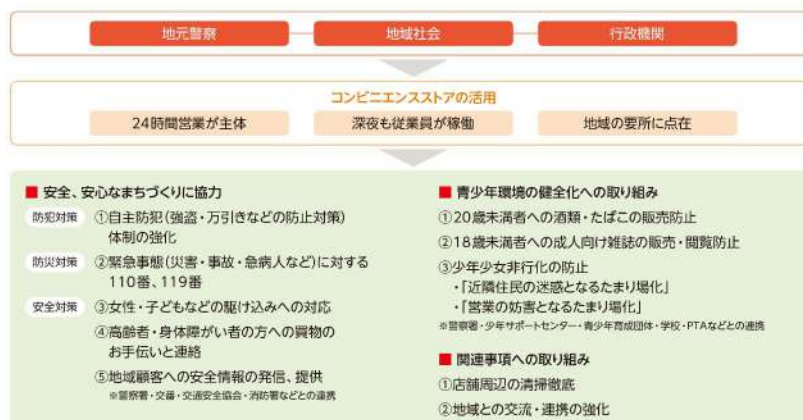 地元警察
地域社会
行政機関
コンビニエンスストアの活用
24時間営業が主体
深夜も従業員が稼働
地域の要所に点在
■ 安全、安心なまちづくりに協力
防犯対策 ①自主防犯(強盗・万引きなどの防止対策)
体制の強化
防災対策 ②緊急事態(災害・事故・急病人など)に対する
110番、119番
安全対策 ③女性・子どもなどの駆け込みへの対応
④高齢者・身体障がい者の方への買物の
お手伝いと連絡
⑤地域顧客への安全情報の発信、提供
※警察署・交番・交通安全協会・消防署などとの連携
■ 青少年環境の健全化への取り組み
①20歳未満者への酒類・たばこの販売防止
②18歳未満者への成人向け雑誌の販売・閲覧防止
③少年少女非行化の防止
・「近隣住民の迷惑となるたまり場化」
・「営業の妨害となるたまり場化」
※警察署・少年サポートセンター・青少年育成団体・学校・PTAなどとの連携
■ 関連事項への取り組み
①店舗周辺の清掃徹底
②地域との交流・連携の強化